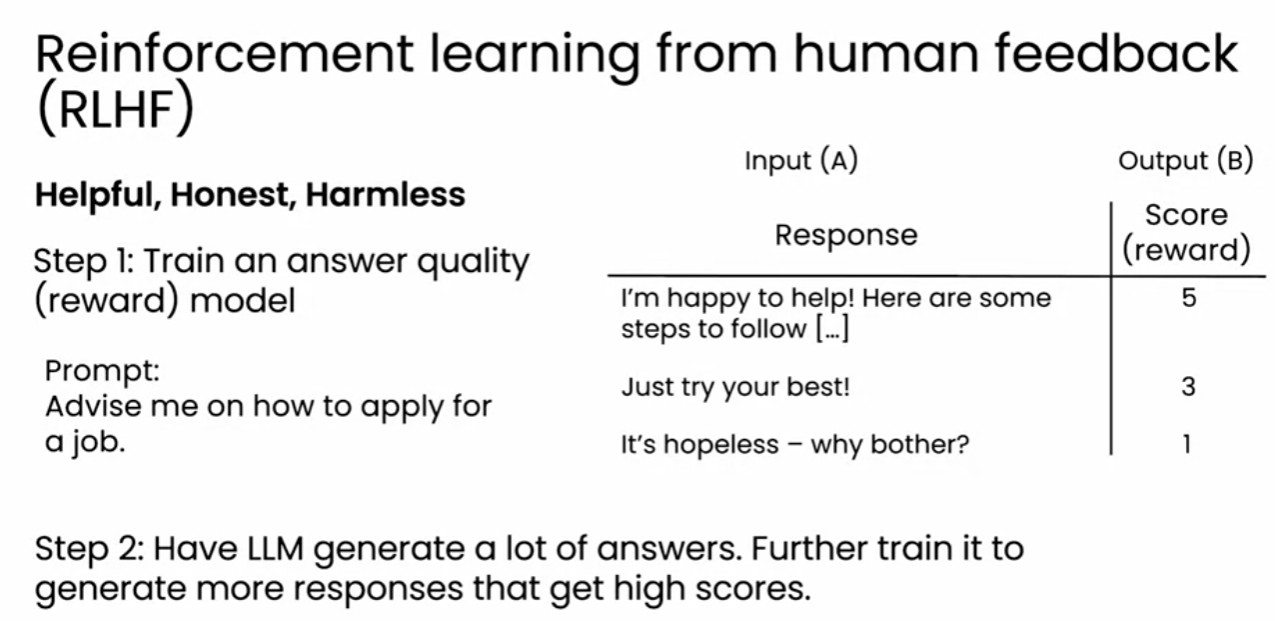 Reinforcement learning from human feedback
(RLHF)
Helpful, Honest, Harmless
Step 1: Train an answer quality
(reward) model
Prompt:
Advise me on how to apply for
a job.
Input (A)
Output (B)
Response
Score
(reward)
I'm happy to help! Here are some
steps to follow [...]
5
Just try your best!
3
It's hopeless – why bother?
1
Step 2: Have LLM generate a lot of answers. Further train it to
generate more responses that get high scores.